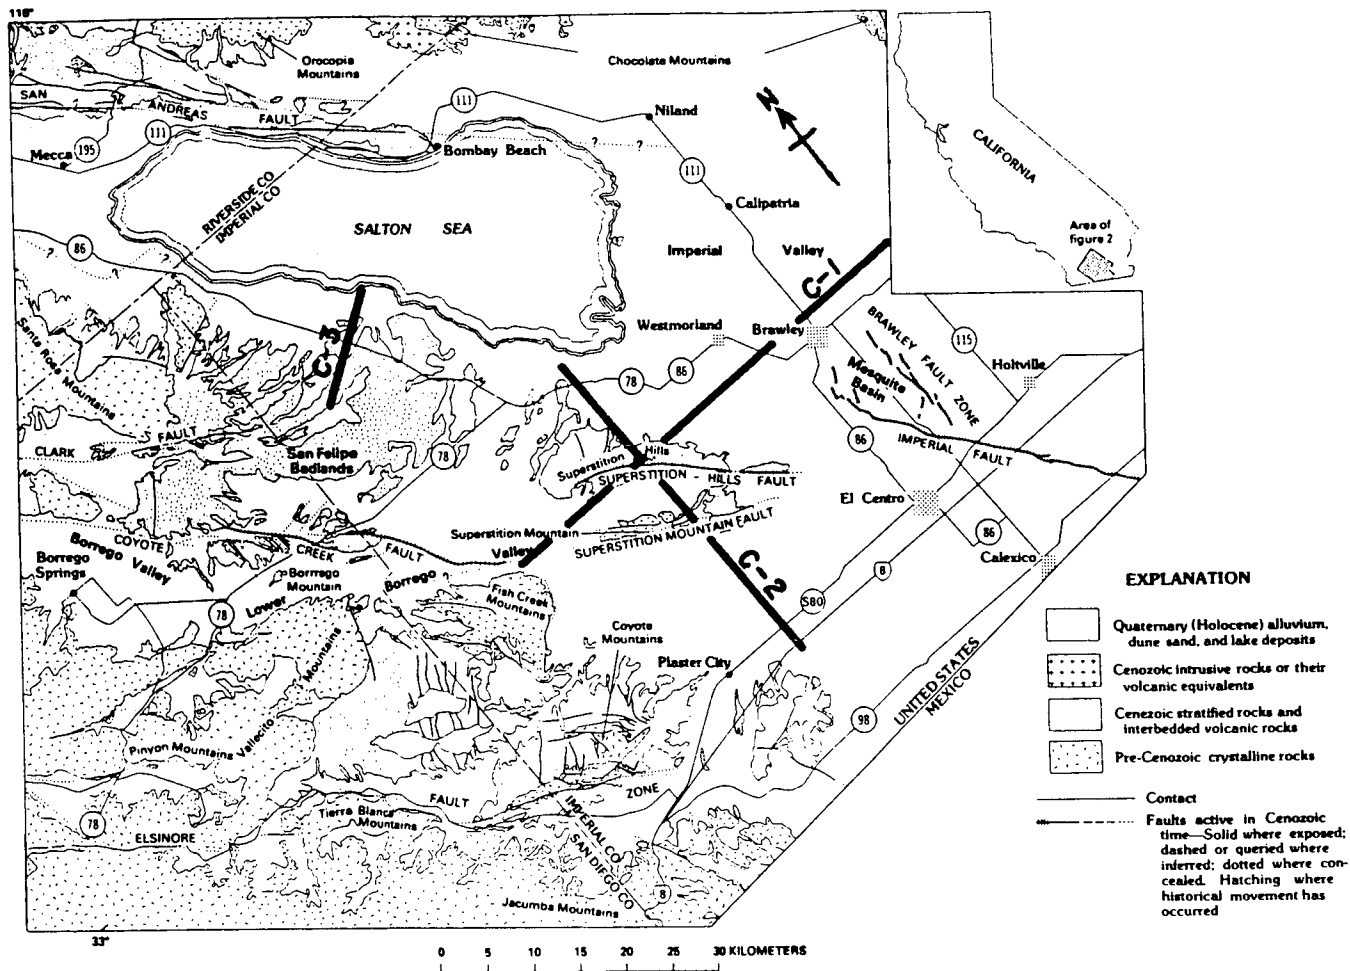 116°
Orocopia
Mountains
Chocolate Mountains
SAN
ANDREAS
FAULT
111
Niland
N
CALIFORNIA
Area of
figure 2
Mecca
195
111
Bombay Beach
?
?
111
Calipatria
RIVERSIDE CO
IMPERIAL CO
SALTON SEA
Imperial Valley
86
?
?
?
C-1
Santa Rosa Mountains
C-3
Westmorland
Brawley
BRAWLEY FAULT ZONE
115
Holtville
Mesquite
Basin
78
86
86
IMPERIAL FAULT
CLARK
FAULT
San Felipe
Badlands
78
Superstition Hills
SUPERSTITION - HILLS FAULT
El Centro
86
Calexico
COYOTE
CREEK
FAULT
Superstition Mountain
SUPERSTITION MOUNTAIN FAULT
Borrego Valley
Borrego
Springs
Borrego
Mountain
Lower
Borrego
Valley
C-2
8
S80
78
Fish Creek
Mountains
Coyote
Mountains
Plaster City
UNITED STATES
MEXICO
98
Vallecito Mountains
Pinyon Mountains
78
ELSINORE
FAULT
ZONE
Tierra Blanca
Mountains
IMPERIAL CO
SAN DIEGO CO
8
Jacumba Mountains
33°
0 5 10 15 20 25 30 KILOMETERS
EXPLANATION
Quaternary (Holocene) alluvium,
dune sand, and lake deposits
Cenozoic intrusive rocks or their
volcanic equivalents
Cenezoic stratified rocks and
interbedded volcanic rocks
Pre-Cenozoic crystalline rocks
Contact
Faults active in Cenozoic
time—Solid where exposed;
dashed or queried where
inferred; dotted where con-
cealed. Hatching where
historical movement has
occurred